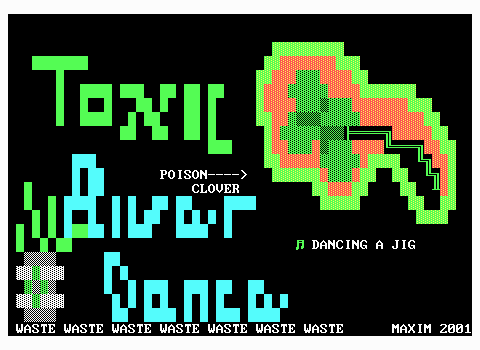 Toxic
POISON---->
CLOVER
River
♫ DANCING A JIG
Dance
WASTE WASTE WASTE WASTE WASTE WASTE WASTE MAXIM 2001